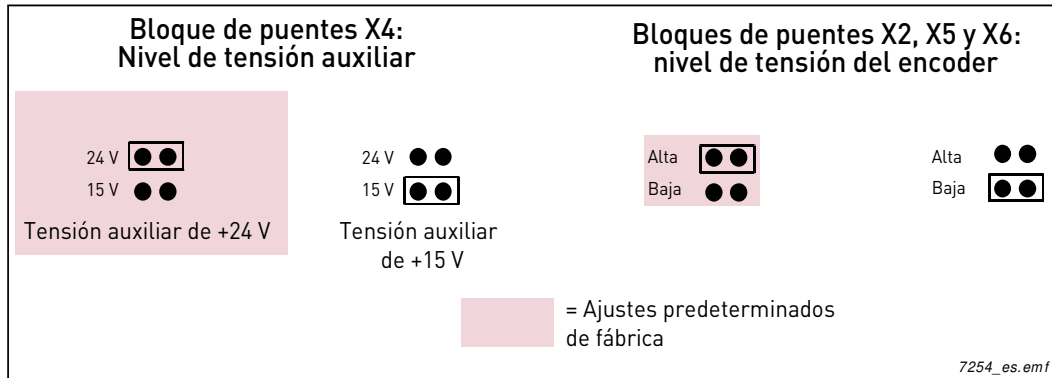 Bloque de puentes X4:
Nivel de tensión auxiliar
24 V
15 V
Tensión auxiliar de +24 V
24 V
15 V
Tensión auxiliar
de +15 V
Bloques de puentes X2, X5 y X6:
nivel de tensión del encoder
Alta
Baja
Alta
Baja
= Ajustes predeterminados
de fábrica
7254_es.emf